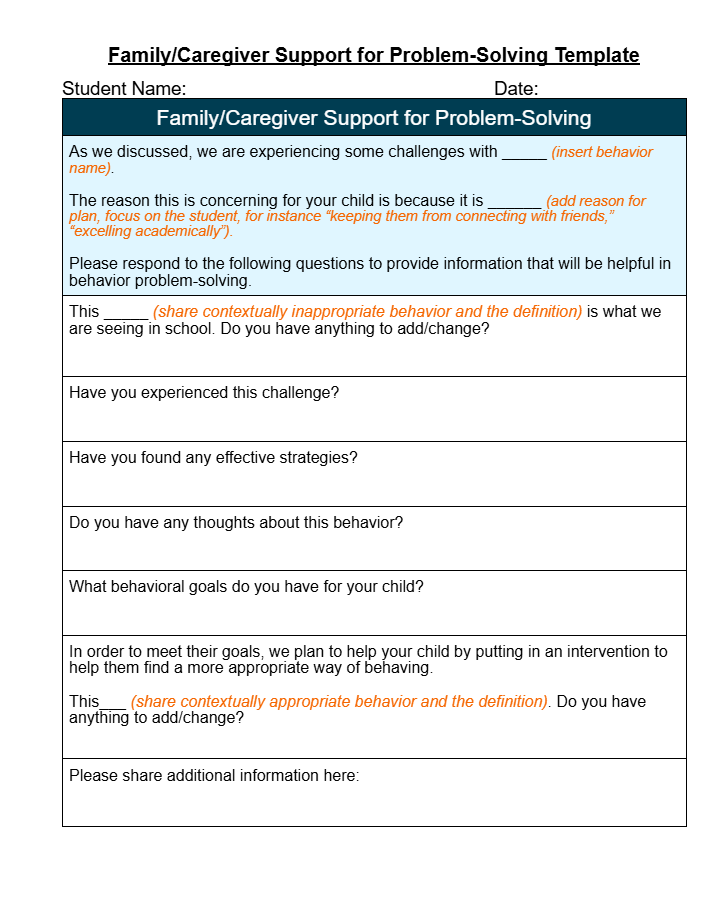 Family/Caregiver Support for Problem-Solving Template
Student Name: Date:
Family/Caregiver Support for Problem-Solving
As we discussed, we are experiencing some challenges with _____ (insert behavior
name).
The reason this is concerning for your child is because it is ______ (add reason for
plan, focus on the student, for instance “keeping them from connecting with friends,”
“excelling academically”).
Please respond to the following questions to provide information that will be helpful in
behavior problem-solving.
This _____ (share contextually inappropriate behavior and the definition) is what we
are seeing in school. Do you have anything to add/change?
Have you experienced this challenge?
Have you found any effective strategies?
Do you have any thoughts about this behavior?
What behavioral goals do you have for your child?
In order to meet their goals, we plan to help your child by putting in an intervention to
help them find a more appropriate way of behaving.
This___ (share contextually appropriate behavior and the definition). Do you have
anything to add/change?
Please share additional information here: